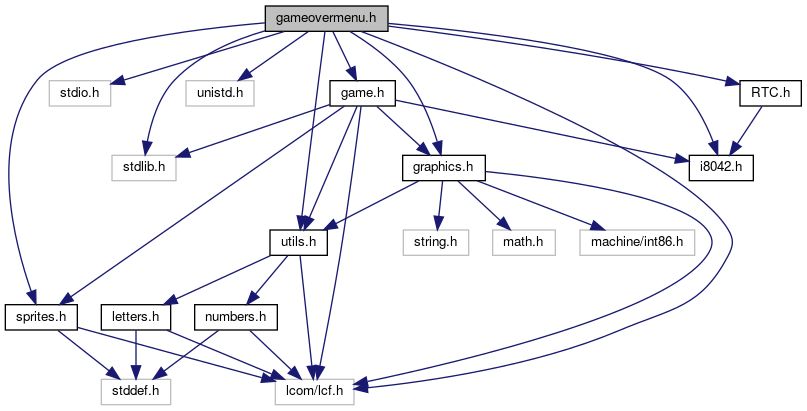 gameovermenu.h
stdio.h
unistd.h
game.h
RTC.h
stdlib.h
graphics.h
i8042.h
utils.h
string.h
math.h
machine/int86.h
sprites.h
letters.h
numbers.h
stddef.h
lcom/lcf.h